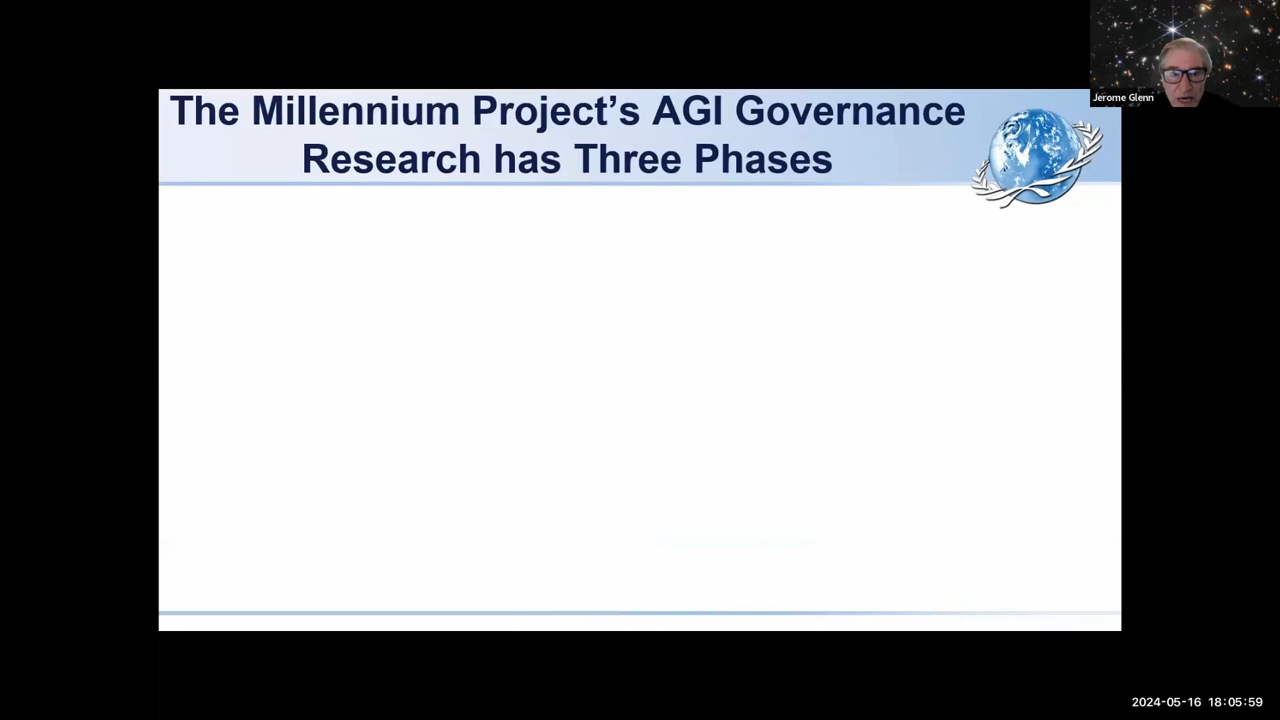 The Millennium Project’s AGI Governance
Research has Three Phases
Jerome Glenn
2024-05-16 18:05:59